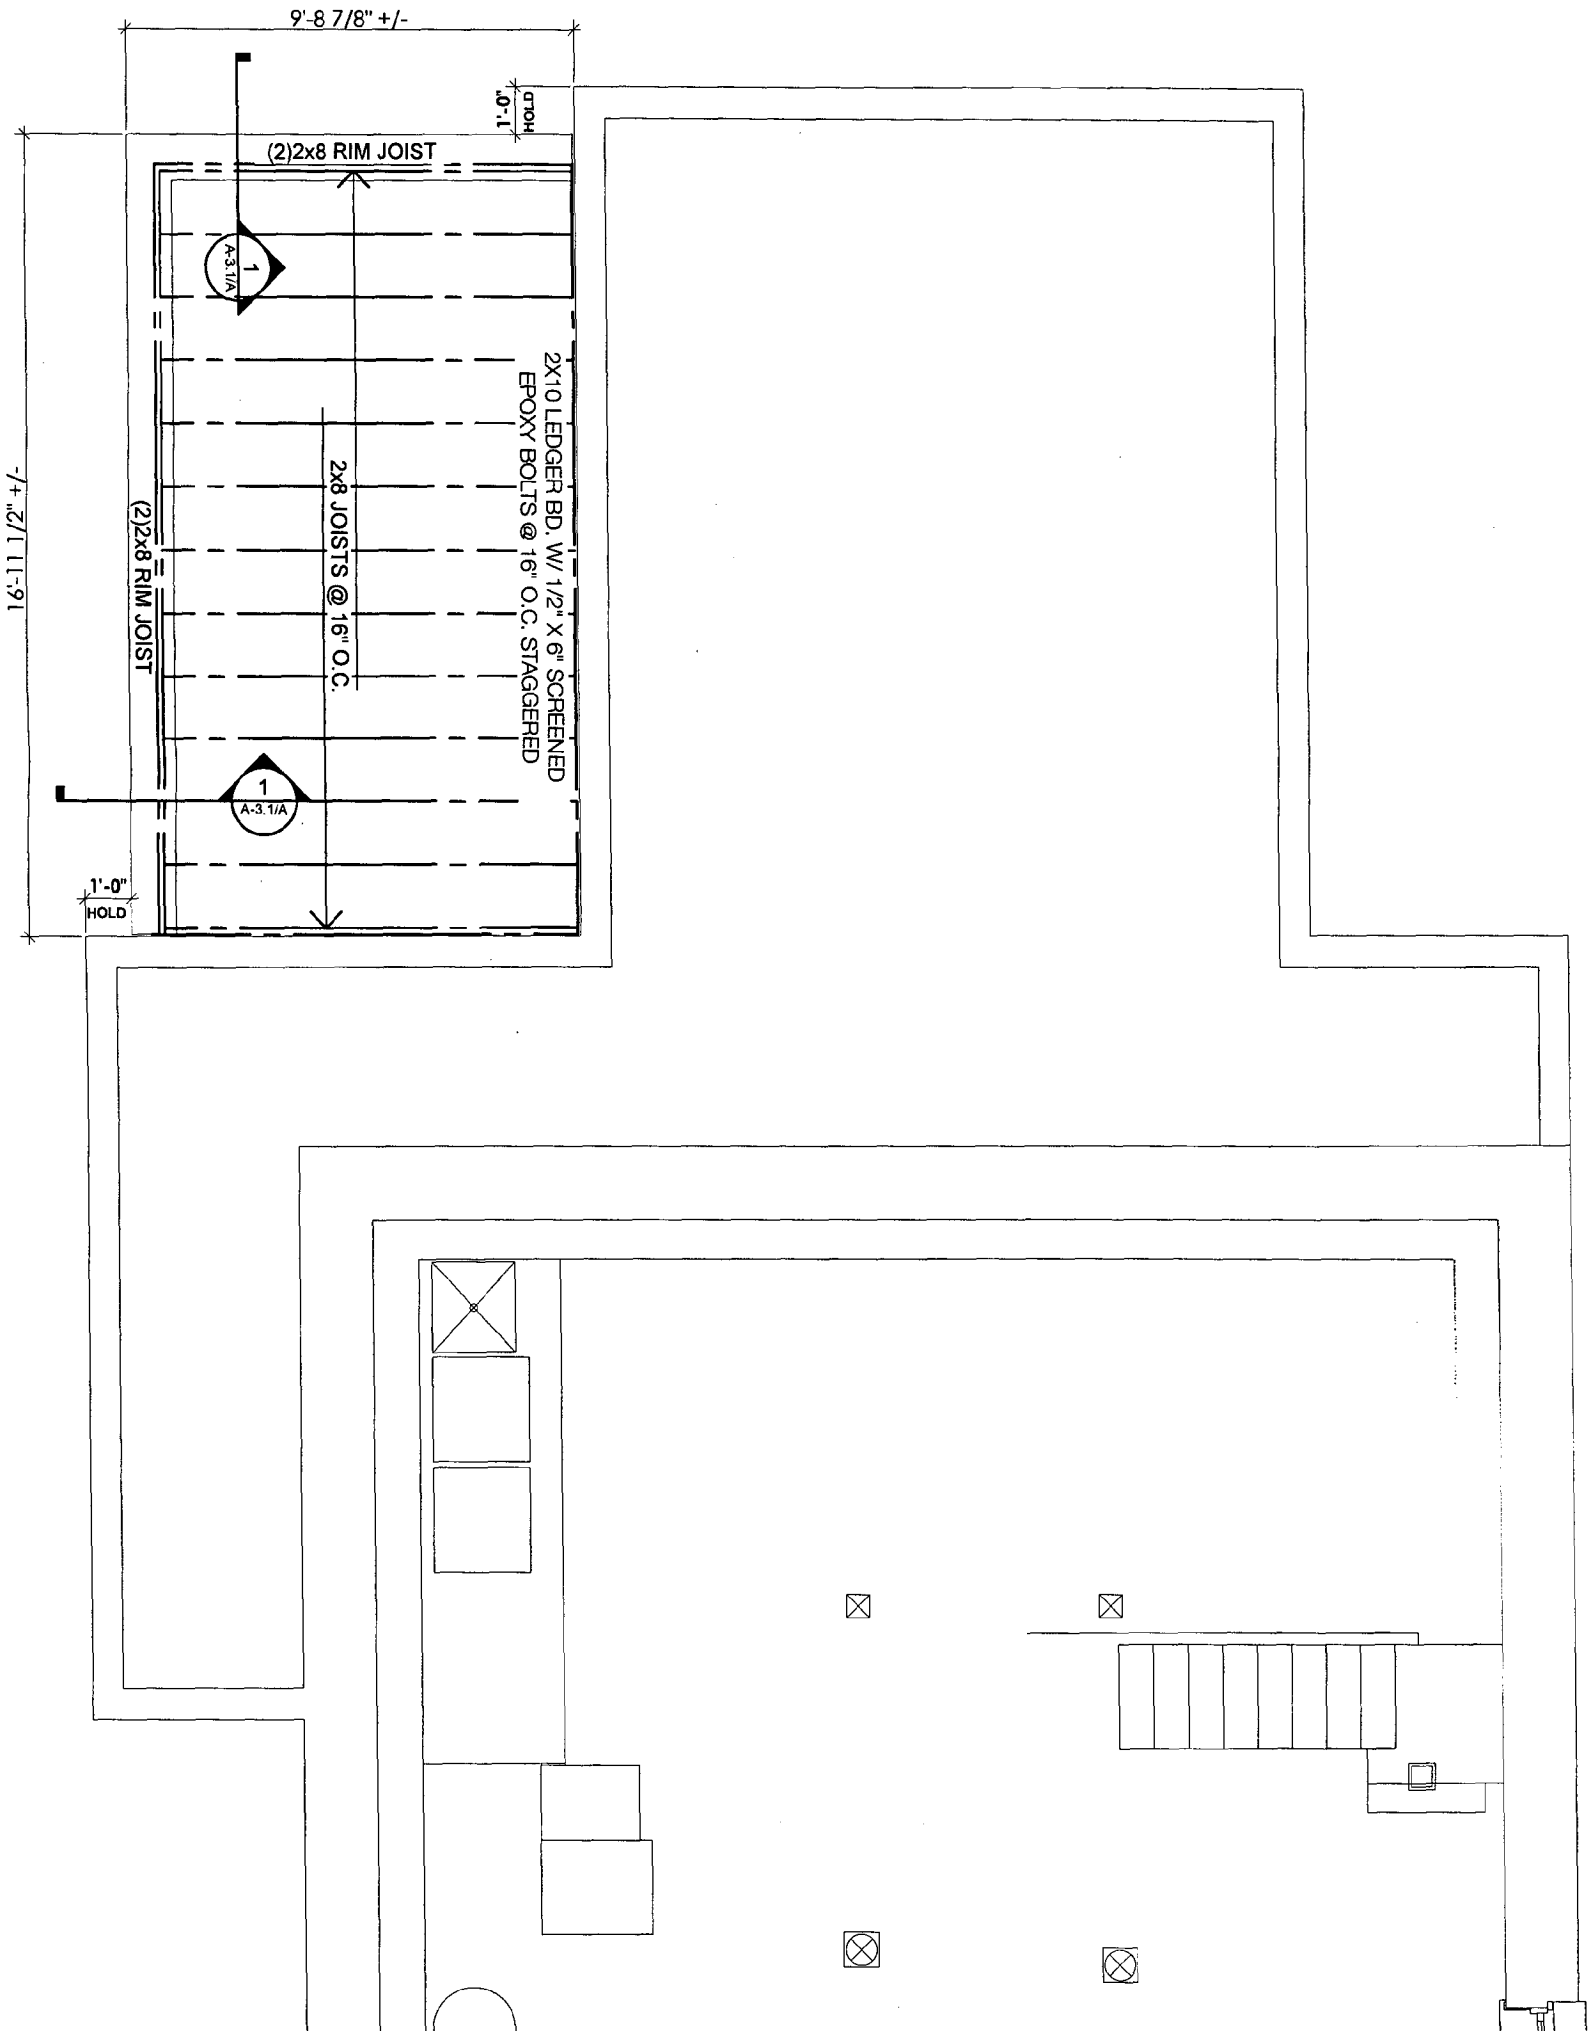 9'-8 7/8" +/-
HOLD
1'-0"
(2)2x8 RIM JOIST
1
A-3.1/A
2X10 LEDGER BD. W/ 1/2" X 6" SCREENED
EPOXY BOLTS @ 16" O.C. STAGGERED
2x8 JOISTS @ 16" O.C.
(2)2x8 RIM JOIST
16'-11 1/2" +/-
1
A-3.1/A
1'-0"
HOLD